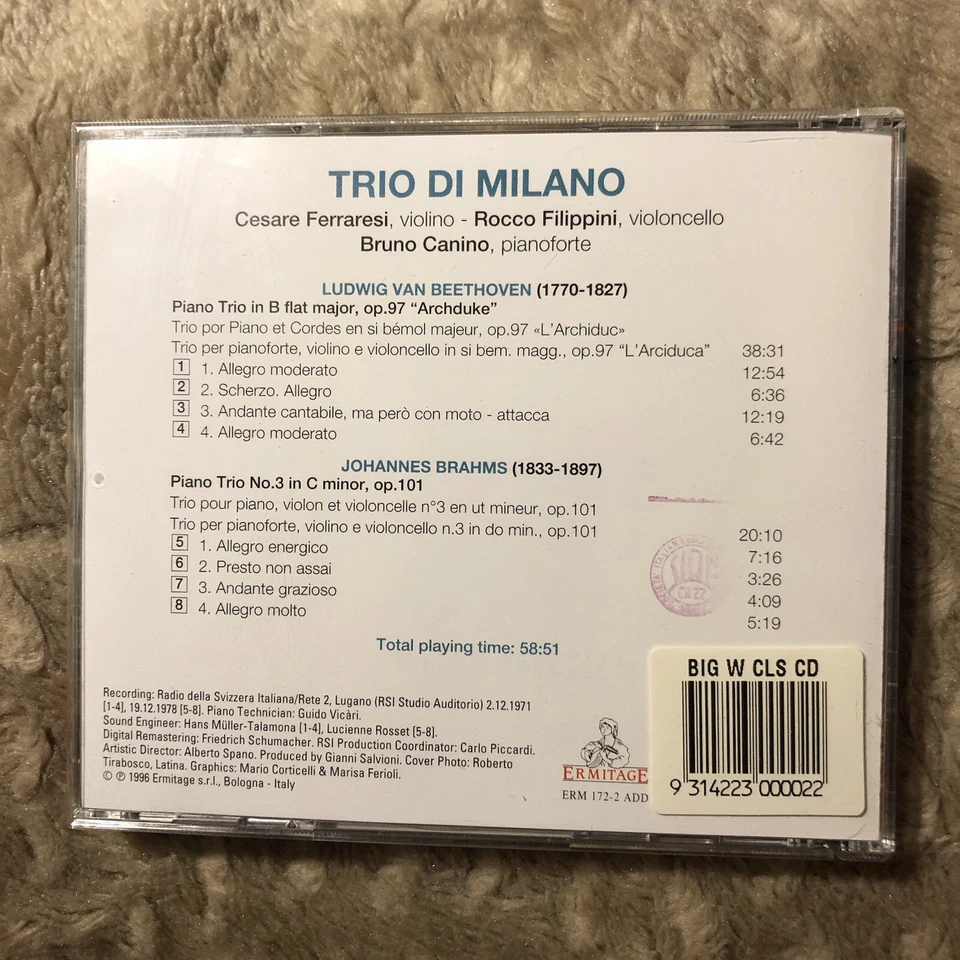 TRIO DI MILANO
Cesare Ferraresi, violino - Rocco Filippini, violoncello
Bruno Canino, pianoforte
LUDWIG VAN BEETHOVEN (1770-1827)
Piano Trio in B flat major, op.97 “Archduke”
Trio por Piano et Cordes en si bémol majeur, op.97 «L'Archiduc»
Trio per pianoforte, violino e violoncello in si bem. magg., op.97 “L'Arciduca” 38:31
1 1. Allegro moderato 12:54
2 2. Scherzo. Allegro 6:36
3 3. Andante cantabile, ma però con moto - attacca 12:19
4 4. Allegro moderato 6:42
JOHANNES BRAHMS (1833-1897)
Piano Trio No.3 in C minor, op.101
Trio pour piano, violon et violoncelle n°3 en ut mineur, op.101
Trio per pianoforte, violino e violoncello n.3 in do min., op.101 20:10
5 1. Allegro energico 7:16
6 2. Presto non assai 3:26
7 3. Andante grazioso 4:09
8 4. Allegro molto 5:19
Total playing time: 58:51
Recording: Radio della Svizzera Italiana/Rete 2, Lugano (RSI Studio Auditorio) 2.12.1971
[1-4], 19.12.1978 [5-8]. Piano Technician: Guido Vicàri.
Sound Engineer: Hans Müller-Talamona [1-4], Lucienne Rosset [5-8].
Digital Remastering: Friedrich Schumacher. RSI Production Coordinator: Carlo Piccardi.
Artistic Director: Alberto Spano. Produced by Gianni Salvioni. Cover Photo: Roberto
Tirabosco, Latina. Graphics: Mario Corticelli & Marisa Ferioli.
© ℗ 1996 Ermitage s.r.l., Bologna - Italy
ERMITAGE
ERM 172-2 ADD
BIG W CLS CD
9 314223 000022